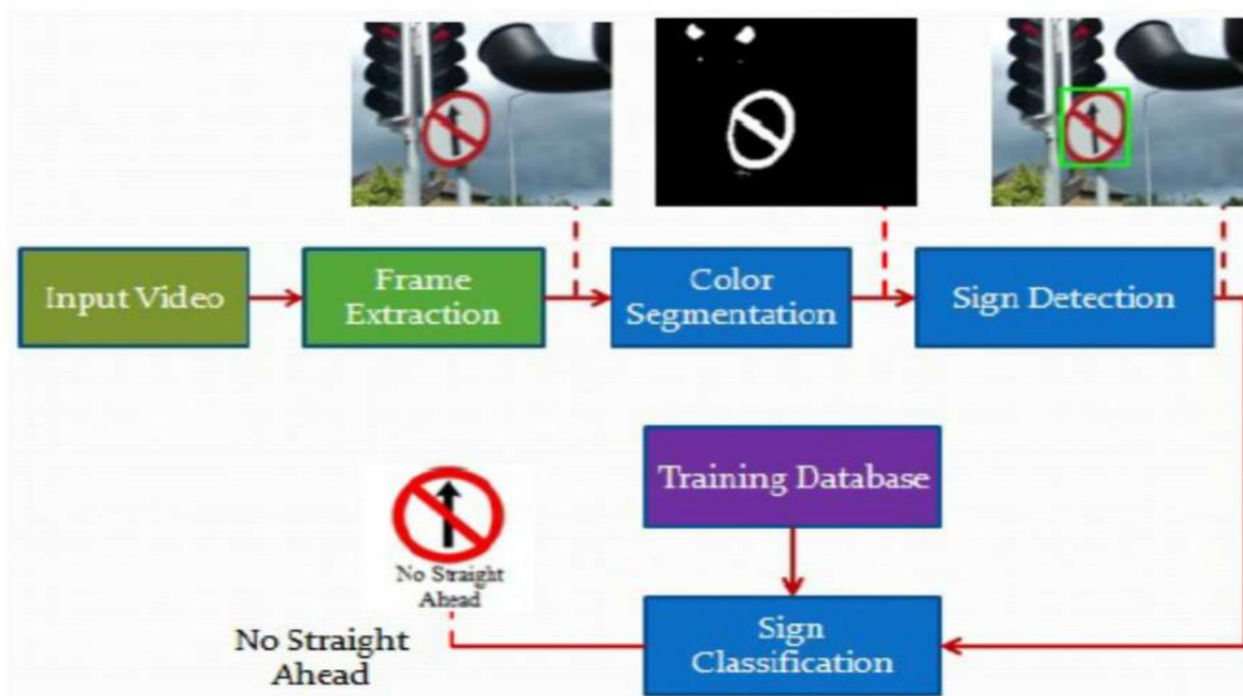 Input Video
Frame
Extraction
Color
Segmentation
Sign Detection
Training Database
No Straight
Ahead
No Straight
Ahead
Sign
Classification